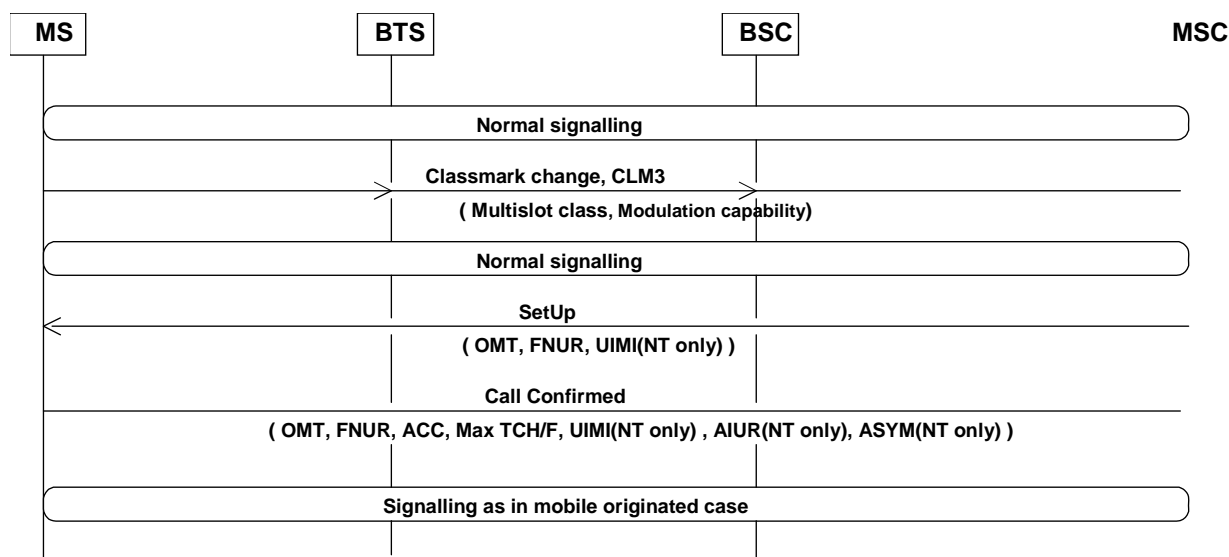 MS BTS BSC MSC
Normal signalling
Classmark change, CLM3
( Multislot class, Modulation capability)
Normal signalling
SetUp
( OMT, FNUR, UIMI(NT only) )
Call Confirmed
( OMT, FNUR, ACC, Max TCH/F, UIMI(NT only) , AIUR(NT only), ASYM(NT only) )
Signalling as in mobile originated case